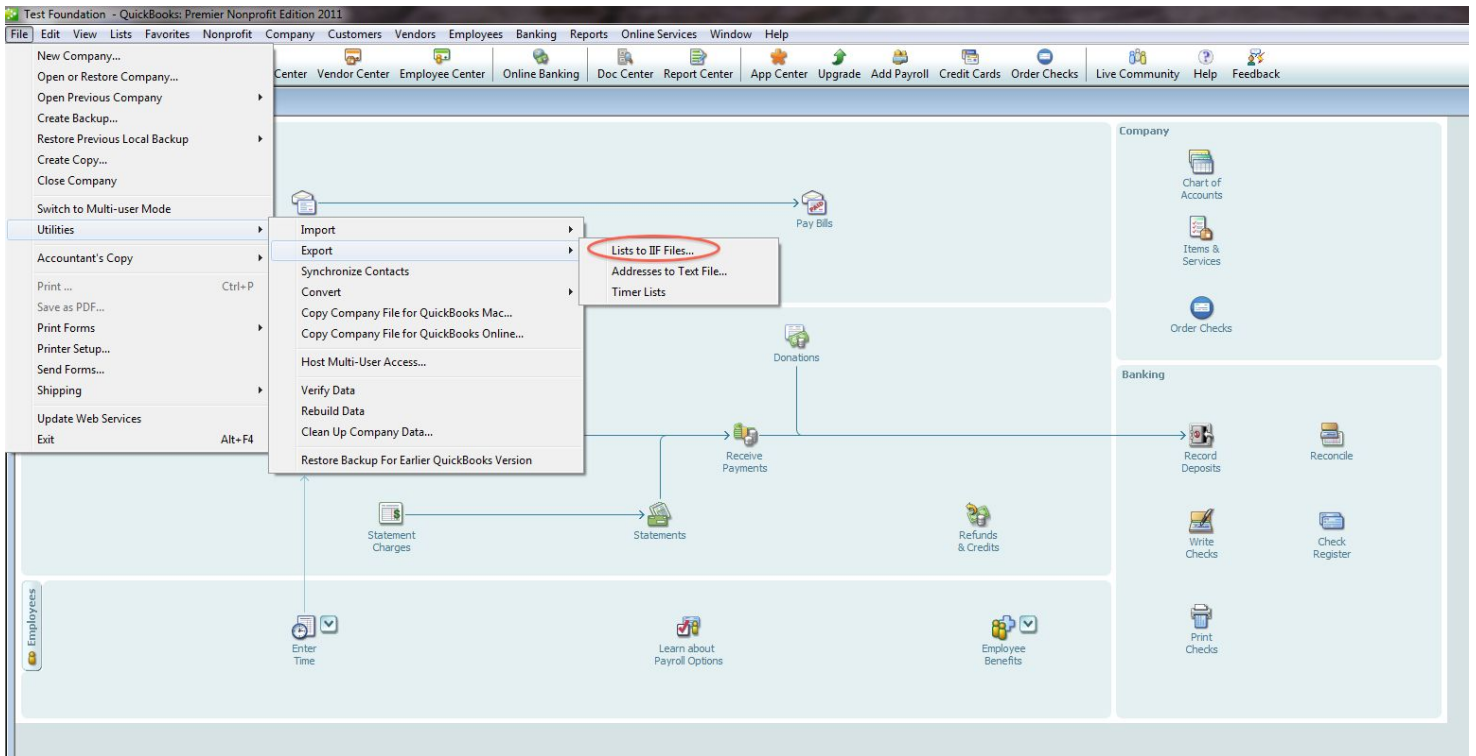 Test Foundation - QuickBooks: Premier Nonprofit Edition 2011
File Edit View Lists Favorites Nonprofit Company Customers Vendors Employees Banking Reports Online Services Window Help
Center Vendor Center Employee Center Online Banking Doc Center Report Center App Center Upgrade Add Payroll Credit Cards Order Checks Live Community Help Feedback
New Company...
Open or Restore Company...
Open Previous Company
Create Backup...
Restore Previous Local Backup
Create Copy...
Close Company
Switch to Multi-user Mode
Utilities
Accountant's Copy
Print ... Ctrl+P
Save as PDF...
Print Forms
Printer Setup...
Send Forms...
Shipping
Update Web Services
Exit Alt+F4
Import
Export
Synchronize Contacts
Convert
Copy Company File for QuickBooks Mac...
Copy Company File for QuickBooks Online...
Host Multi-User Access...
Verify Data
Rebuild Data
Clean Up Company Data...
Restore Backup For Earlier QuickBooks Version
Lists to IIF Files...
Addresses to Text File...
Timer Lists
Pay Bills
Donations
Receive
Payments
Statement
Charges
Statements
Refunds
& Credits
Employees
Enter
Time
Learn about
Payroll Options
Employee
Benefits
Company
Chart of
Accounts
Items &
Services
Order Checks
Banking
Record
Deposits
Reconcile
Write
Checks
Check
Register
Print
Checks